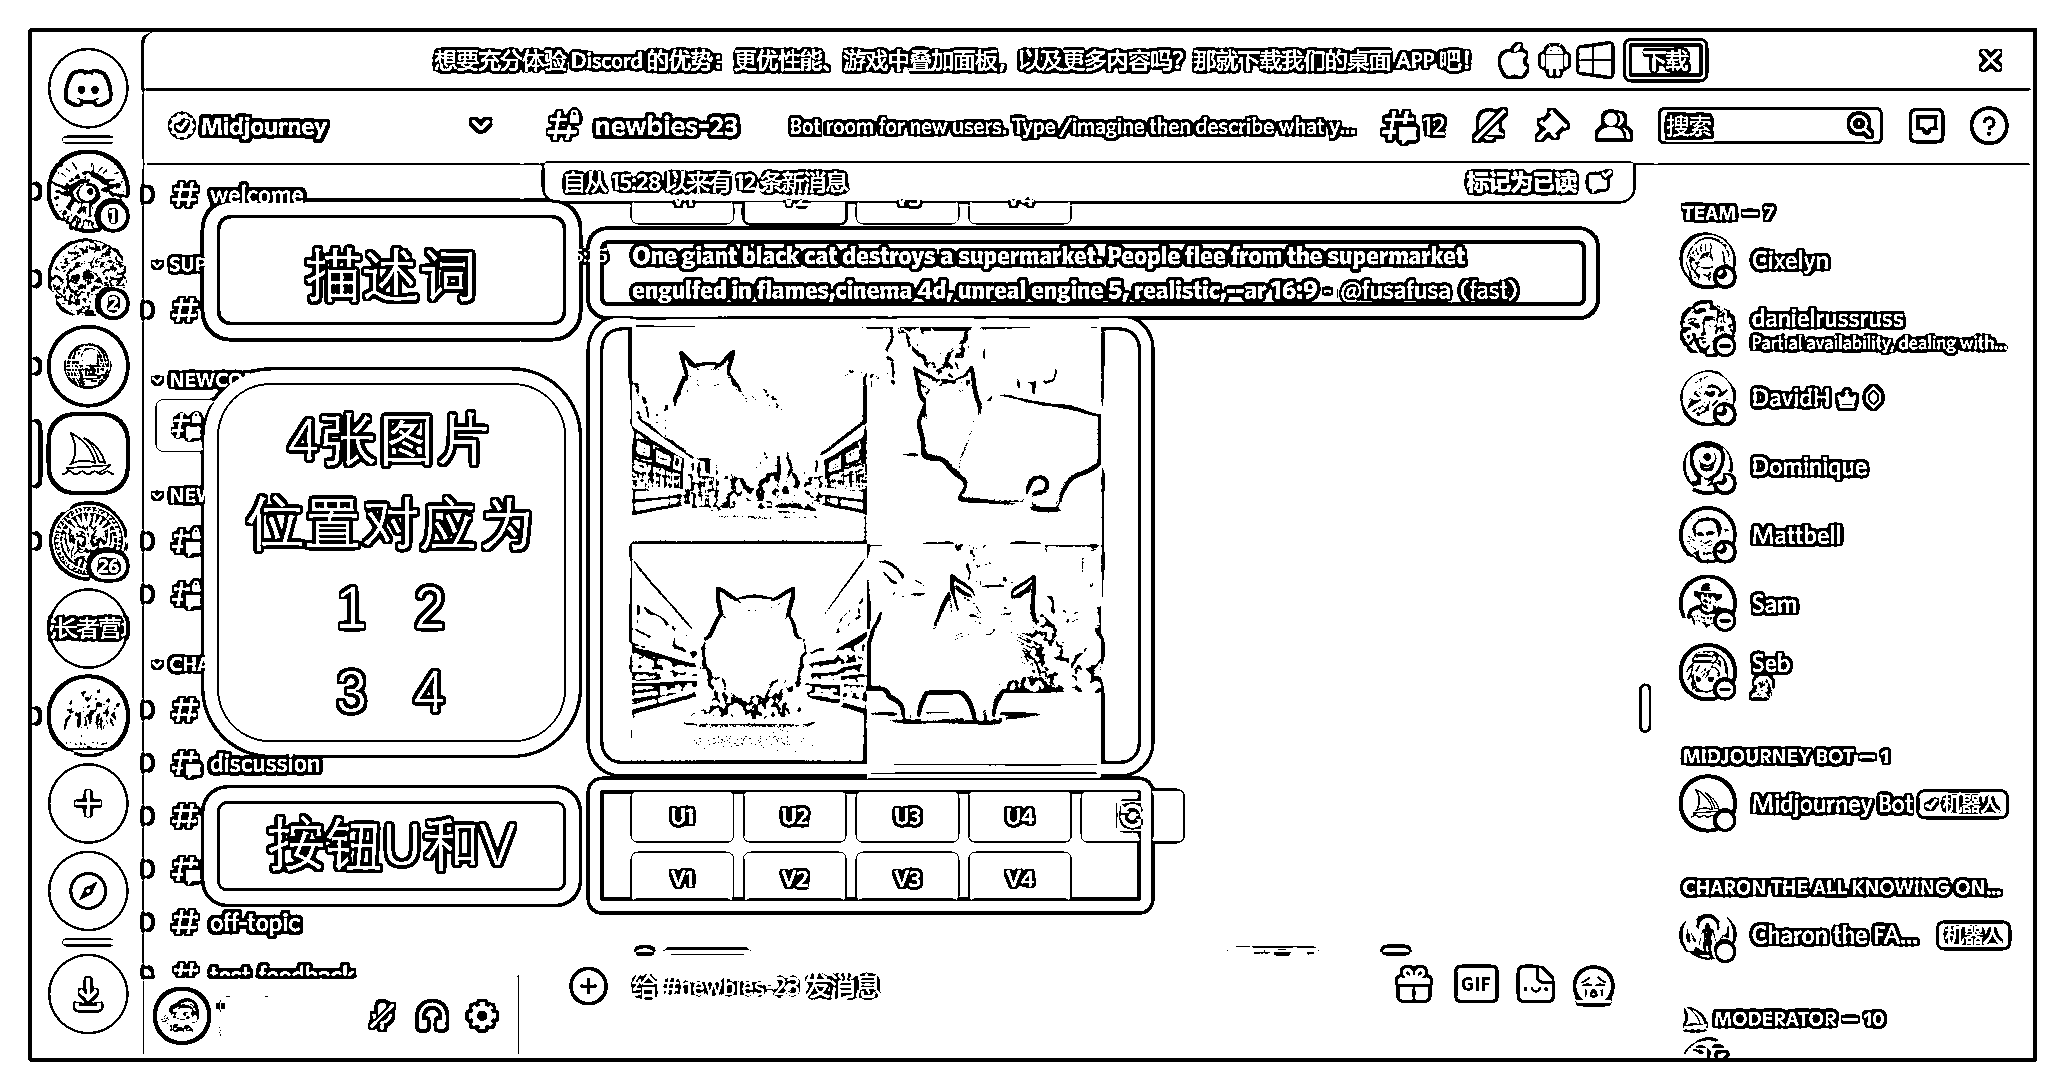 想要充分体验 Discord 的优势：更优性能、游戏中叠加面板，以及更多内容吗？那就下载我们的桌面 APP 吧！
下载
Midjourney
newbies-23
Bot room for new users. Type /imagine then describe what y...
12
搜索
自从 15:28 以来有 12 条新消息
标记为已读
1
2
26
长者营
# welcome
SUP
NEWCO
NEW
CHA
discussion
# off-topic
描述词
4张图片
位置对应为
1 2
3 4
按钮U和V
One giant black cat destroys a supermarket. People flee from the supermarket
engulfed in flames,cinema 4d, unreal engine 5, realistic,--ar 16:9 - @fusafusa (fast)
U1 U2 U3 U4
V1 V2 V3 V4
给 #newbies-23 发消息
GIF
TEAM — 7
Cixelyn
danielrussruss
Partial availability, dealing with...
DavidH
Dominique
Mattbell
Sam
Seb
MIDJOURNEY BOT — 1
Midjourney Bot 机器人
CHARON THE ALL KNOWING ON...
Charon the FA... 机器人
MODERATOR — 10